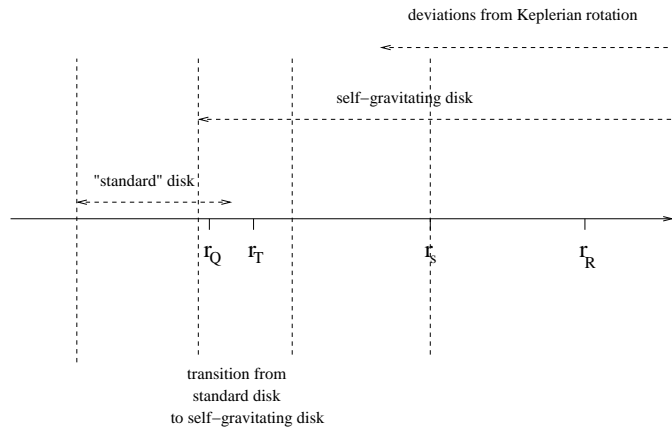 deviations from Keplerian rotation
self−gravitating disk
"standard" disk
r_Q r_T r_s r_R
transition from
standard disk
to self−gravitating disk